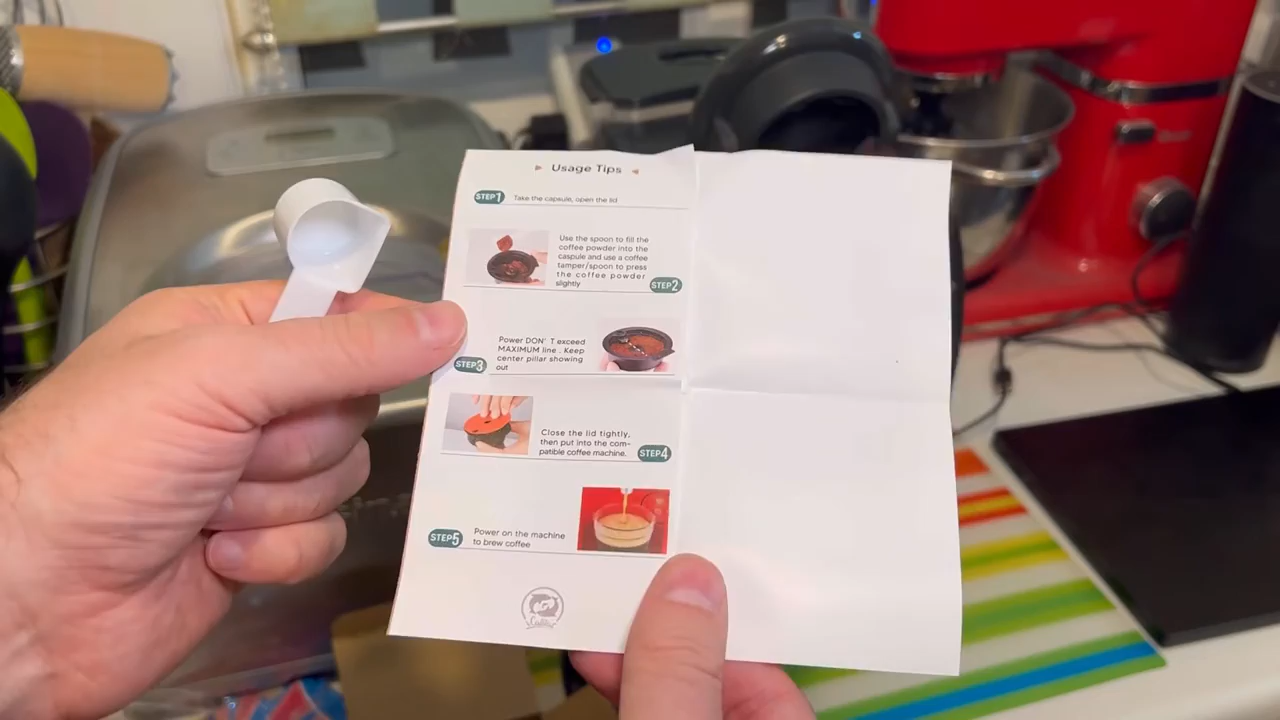 Usage Tips
STEP1
Take the capsule, open the lid
Use the spoon to fill the
coffee powder into the
caspule and use a coffee
tamper/spoon to press
the coffee powder
slightly
STEP2
Power DON' T exceed
MAXIMUM line . Keep
center pillar showing
out
STEP3
Close the lid tightly,
then put into the com-
patible coffee machine.
STEP4
STEP5
Power on the machine
to brew coffee